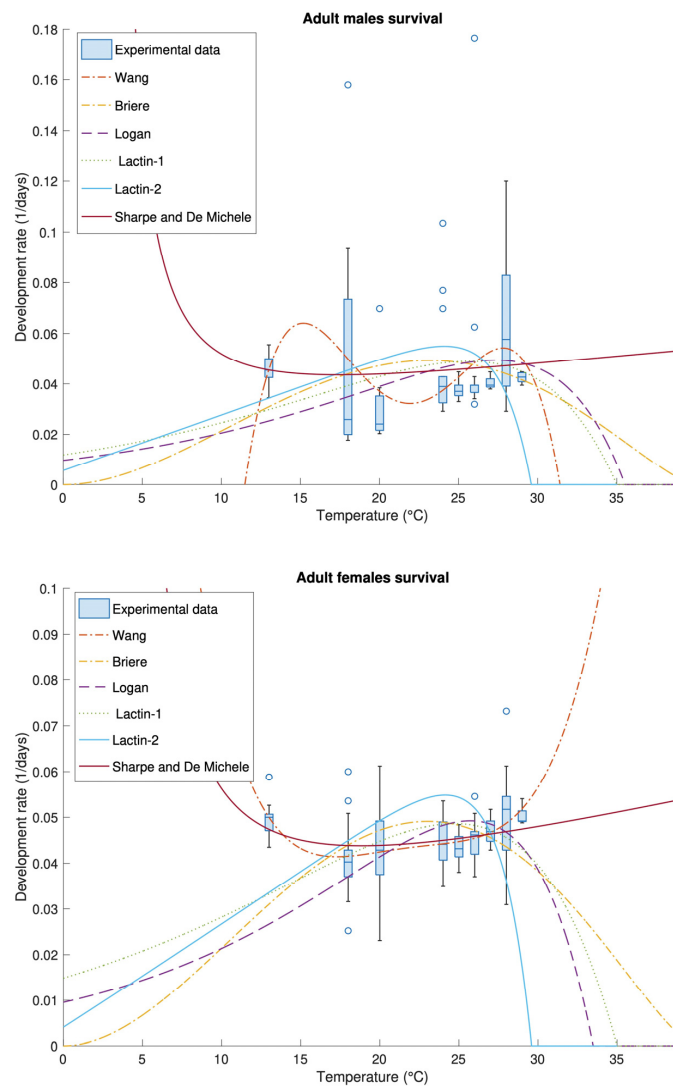 Adult males survival
0.18
0.16
0.14
0.12
0.1
0.08
0.06
0.04
0.02
0
Development rate (1/days)
Experimental data
Wang
Briere
Logan
Lactin-1
Lactin-2
Sharpe and De Michele
0 5 10 15 20 25 30 35
Temperature (°C)
Adult females survival
0.1
0.09
0.08
0.07
0.06
0.05
0.04
0.03
0.02
0.01
0
Development rate (1/days)
Experimental data
Wang
Briere
Logan
Lactin-1
Lactin-2
Sharpe and De Michele
0 5 10 15 20 25 30 35
Temperature (°C)